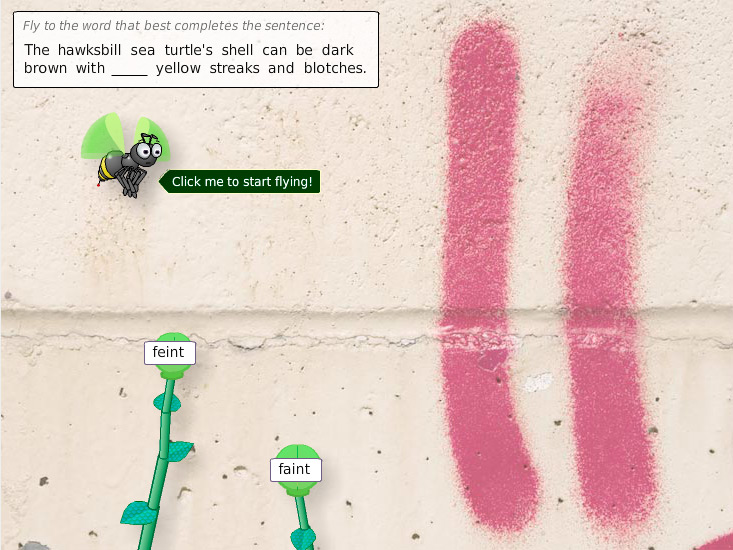 Fly to the word that best completes the sentence:
The hawksbill sea turtle's shell can be dark
brown with _____ yellow streaks and blotches.
Click me to start flying!
feint
faint